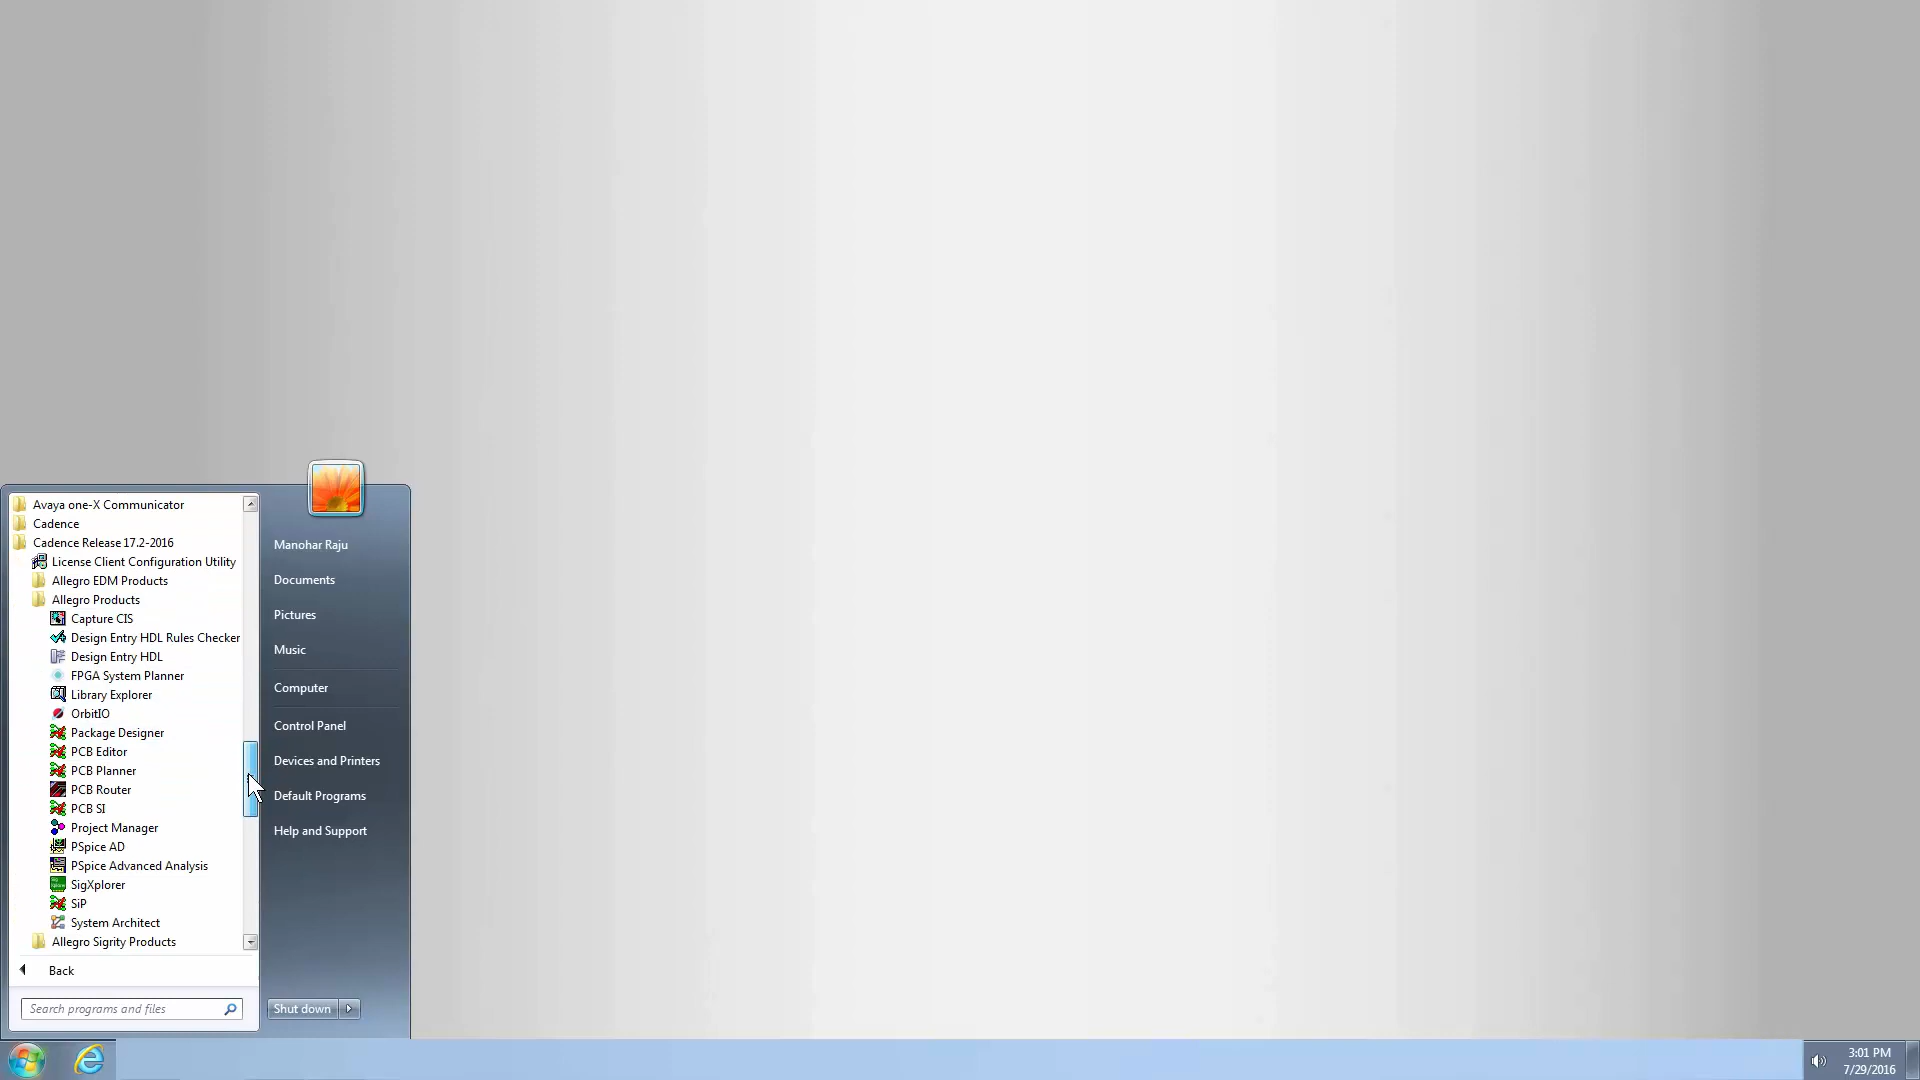 Avaya one-X Communicator
Cadence
Cadence Release 17.2-2016
License Client Configuration Utility
Allegro EDM Products
Allegro Products
Capture CIS
Design Entry HDL Rules Checker
Design Entry HDL
FPGA System Planner
Library Explorer
OrbitIO
Package Designer
PCB Editor
PCB Planner
PCB Router
PCB SI
Project Manager
PSpice AD
PSpice Advanced Analysis
SigXplorer
SiP
System Architect
Allegro Sigrity Products
Back
Search programs and files
Manohar Raju
Documents
Pictures
Music
Computer
Control Panel
Devices and Printers
Default Programs
Help and Support
Shut down
3:01 PM
7/29/2016